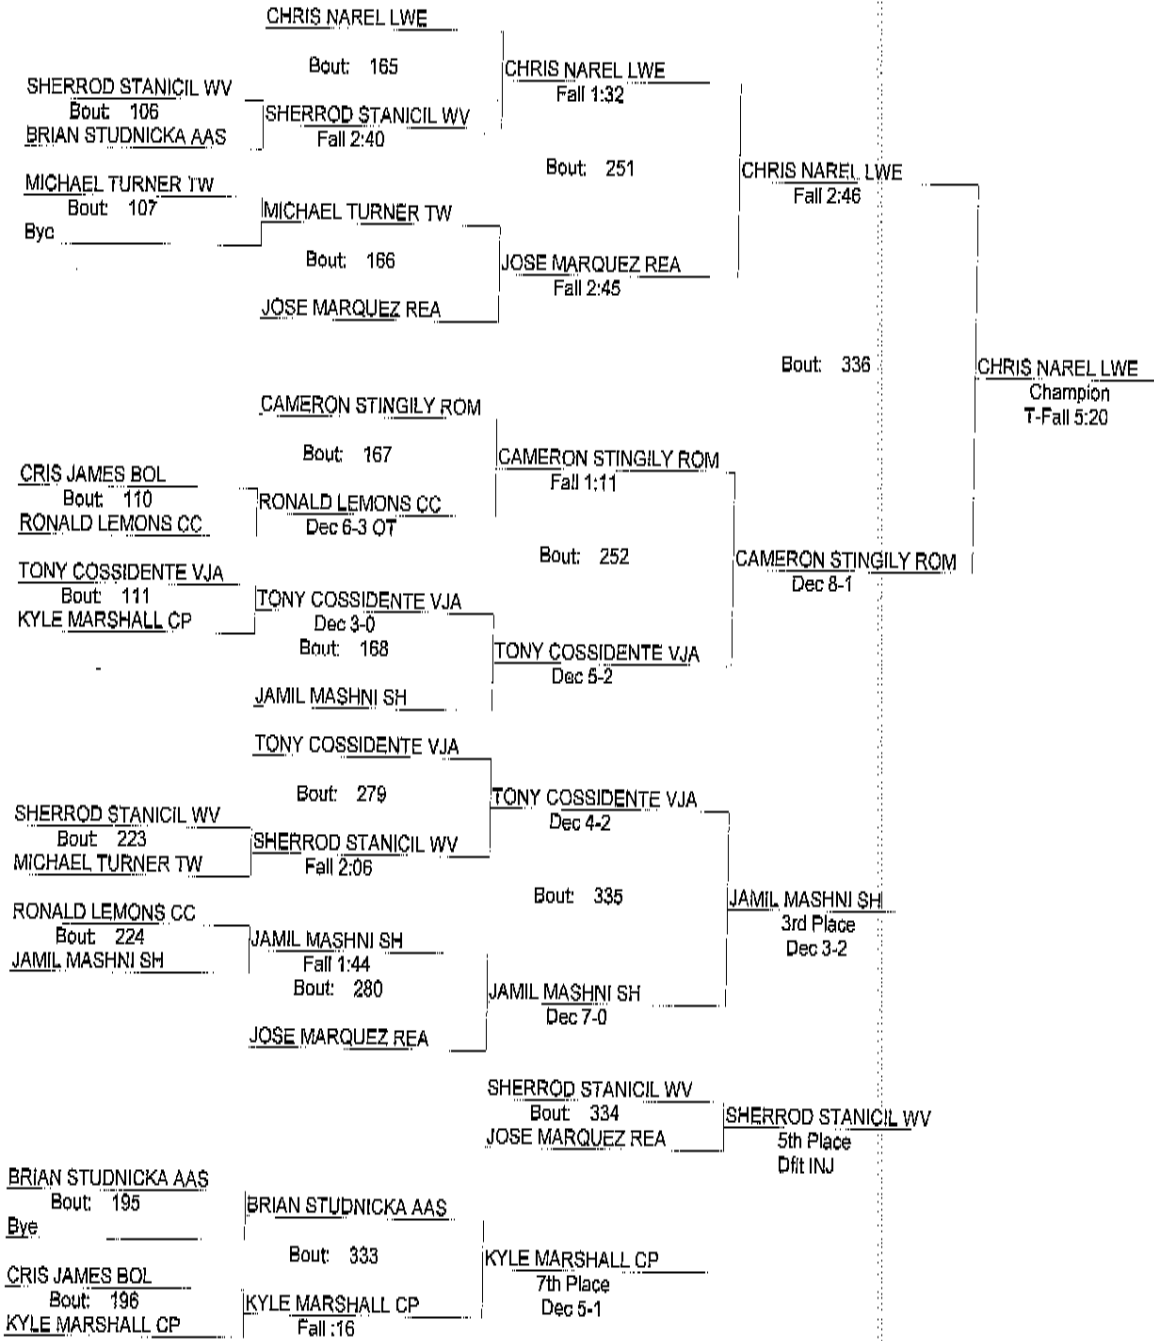 CHRIS NAREL LWE
Bout: 165
CHRIS NAREL LWE
Fall 1:32
SHERROD STANICIL WV
Bout 106
BRIAN STUDNICKA AAS
SHERROD STANICIL WV
Fall 2:40
Bout: 251
CHRIS NAREL LWE
Fall 2:46
MICHAEL TURNER TW
Bout: 107
Bye
MICHAEL TURNER TW
Bout: 166
JOSE MARQUEZ REA
Fall 2:45
JOSE MARQUEZ REA
Bout: 336
CHRIS NAREL LWE
Champion
T-Fall 5:20
CAMERON STINGILY ROM
Bout: 167
CAMERON STINGILY ROM
Fall 1:11
CRIS JAMES BOL
Bout: 110
RONALD LEMONS CC
RONALD LEMONS CC
Dec 6-3 OT
Bout: 252
CAMERON STINGILY ROM
Dec 8-1
TONY COSSIDENTE VJA
Bout: 111
KYLE MARSHALL CP
TONY COSSIDENTE VJA
Dec 3-0
Bout: 168
TONY COSSIDENTE VJA
Dec 5-2
JAMIL MASHNI SH
TONY COSSIDENTE VJA
Bout: 279
TONY COSSIDENTE VJA
Dec 4-2
SHERROD STANICIL WV
Bout 223
MICHAEL TURNER TW
SHERROD STANICIL WV
Fall 2:06
Bout: 335
JAMIL MASHNI SH
3rd Place
Dec 3-2
RONALD LEMONS CC
Bout 224
JAMIL MASHNI SH
JAMIL MASHNI SH
Fall 1:44
Bout: 280
JAMIL MASHNI SH
Dec 7-0
JOSE MARQUEZ REA
SHERROD STANICIL WV
Bout: 334
JOSE MARQUEZ REA
SHERROD STANICIL WV
5th Place
Dflt INJ
BRIAN STUDNICKA AAS
Bout: 195
Bye
BRIAN STUDNICKA AAS
Bout: 333
KYLE MARSHALL CP
7th Place
Dec 5-1
CRIS JAMES BOL
Bout: 196
KYLE MARSHALL CP
KYLE MARSHALL CP
Fall :16